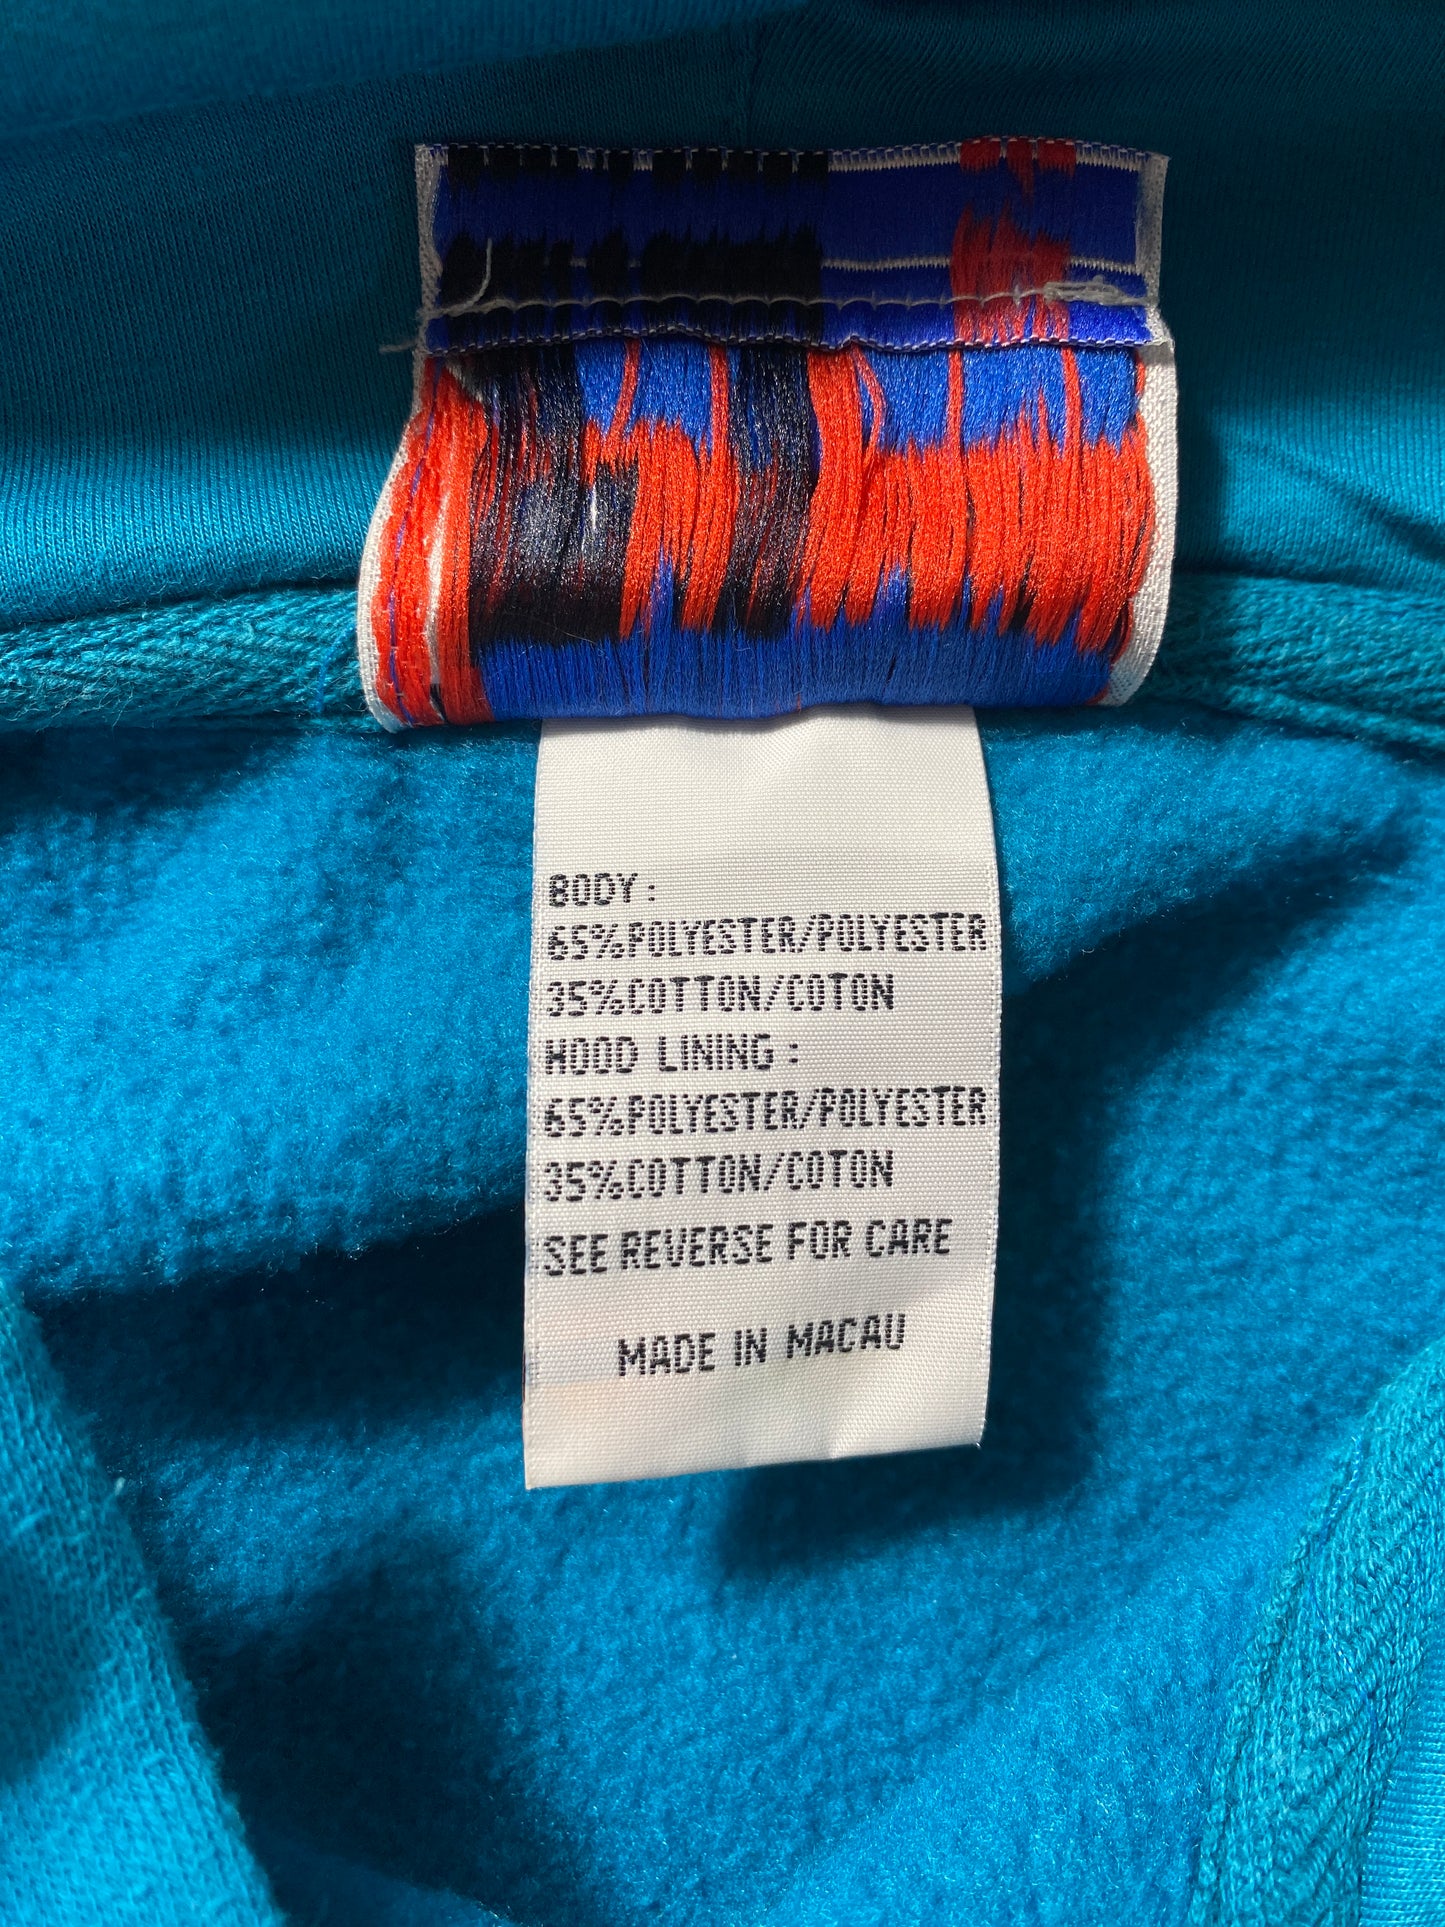 BODY :
65%POLYESTER/POLYESTER
35%COTTON/COTON
HOOD LINING :
65%POLYESTER/POLYESTER
35%COTTON/COTON
SEE REVERSE FOR CARE
MADE IN MACAU